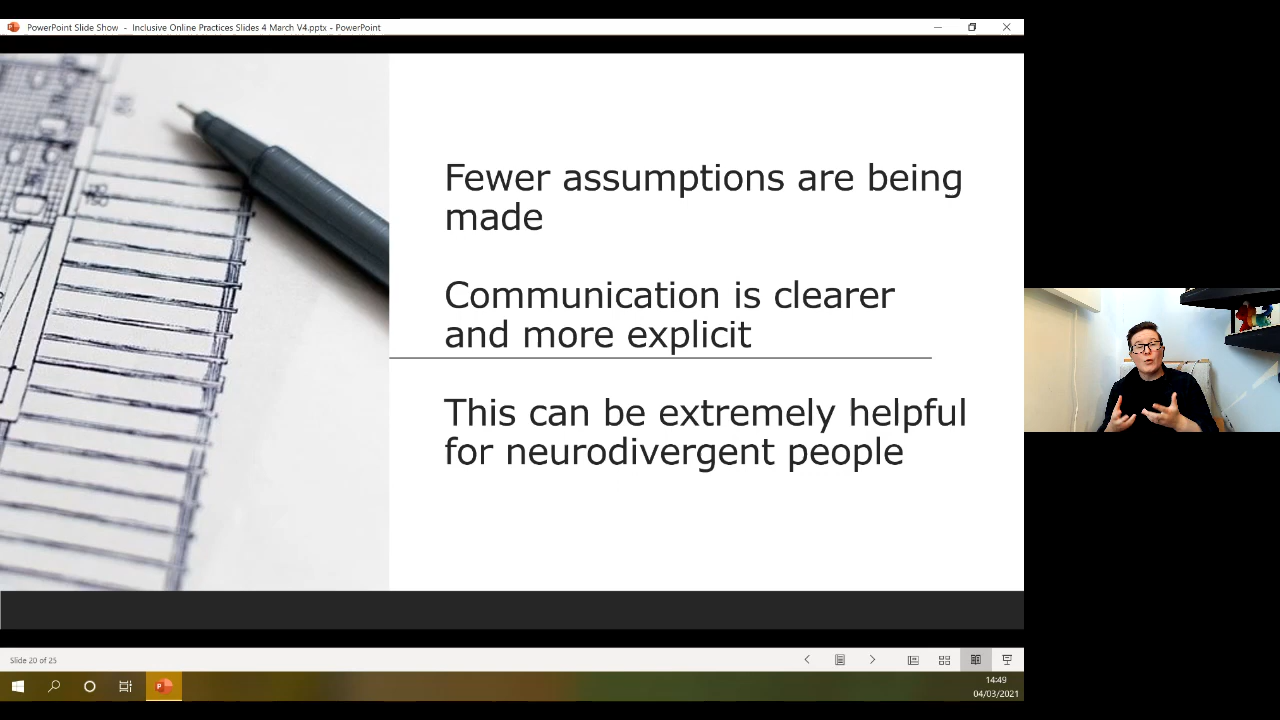 PowerPoint Slide Show - Inclusive Online Practices Slides 4 March V4.pptx - PowerPoint
Fewer assumptions are being
made
Communication is clearer
and more explicit
This can be extremely helpful
for neurodivergent people
Slide 20 of 25
14:49
04/03/2021